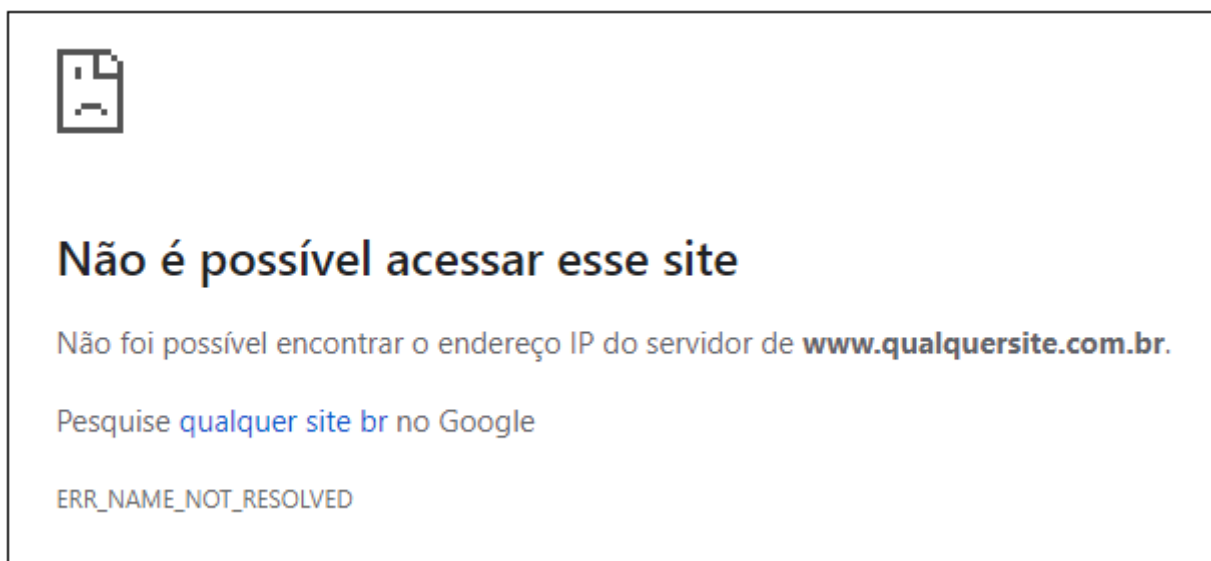 Não é possível acessar esse site
Não foi possível encontrar o endereço IP do servidor de www.qualquersite.com.br.
Pesquise qualquer site br no Google
ERR_NAME_NOT_RESOLVED